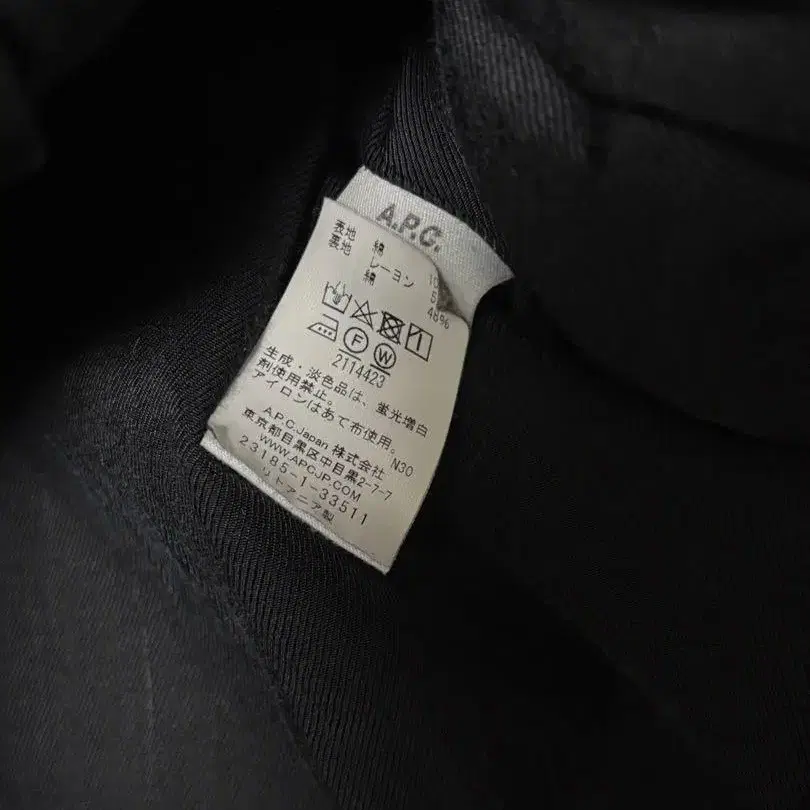 A.P.C.
表地 綿
裏地 レーヨン
綿 46%
F W
2114423
生成・淡色品は、蛍光増白
剤使用禁止。
アイロンはあて布使用。
A.P.C.Japan 株式会社 N30
東京都目黒区中目黒2-7-7
WWW.APCJP.COM
23185-1-33511
リトアニア製